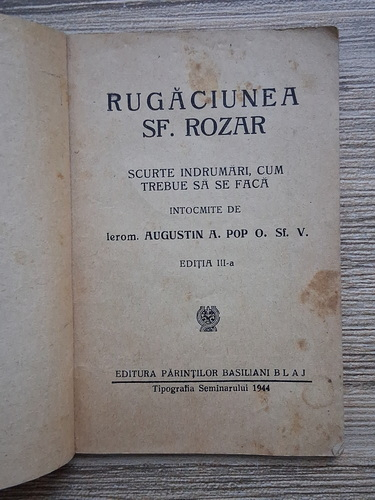 RUGĂCIUNEA
SF. ROZAR
SCURTE INDRUMĂRI, CUM
TREBUE SĂ SE FACĂ
INTOCMITE DE
Ierom. AUGUSTIN A. POP O. Sf. V.
EDIȚIA III-a
EDITURA PĂRINȚILOR BASILIANI BLAJ
Tipografia Seminarului 1944